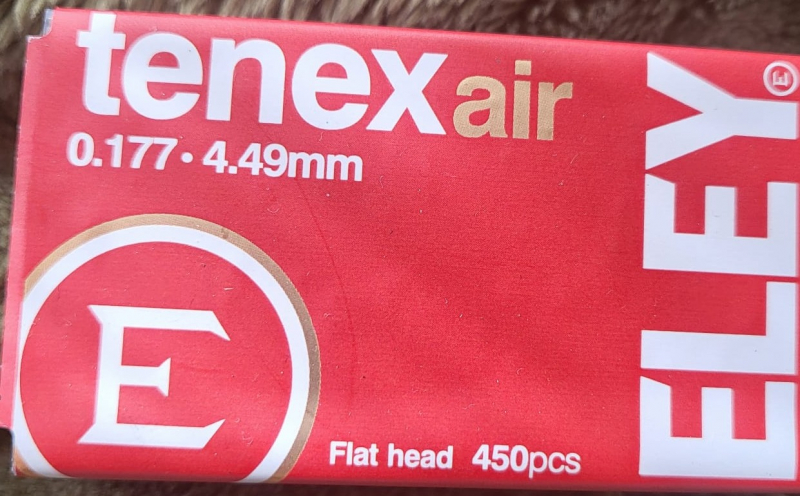 tenex air
0.177 • 4.49mm
E
Flat head 450pcs
ELEY
E